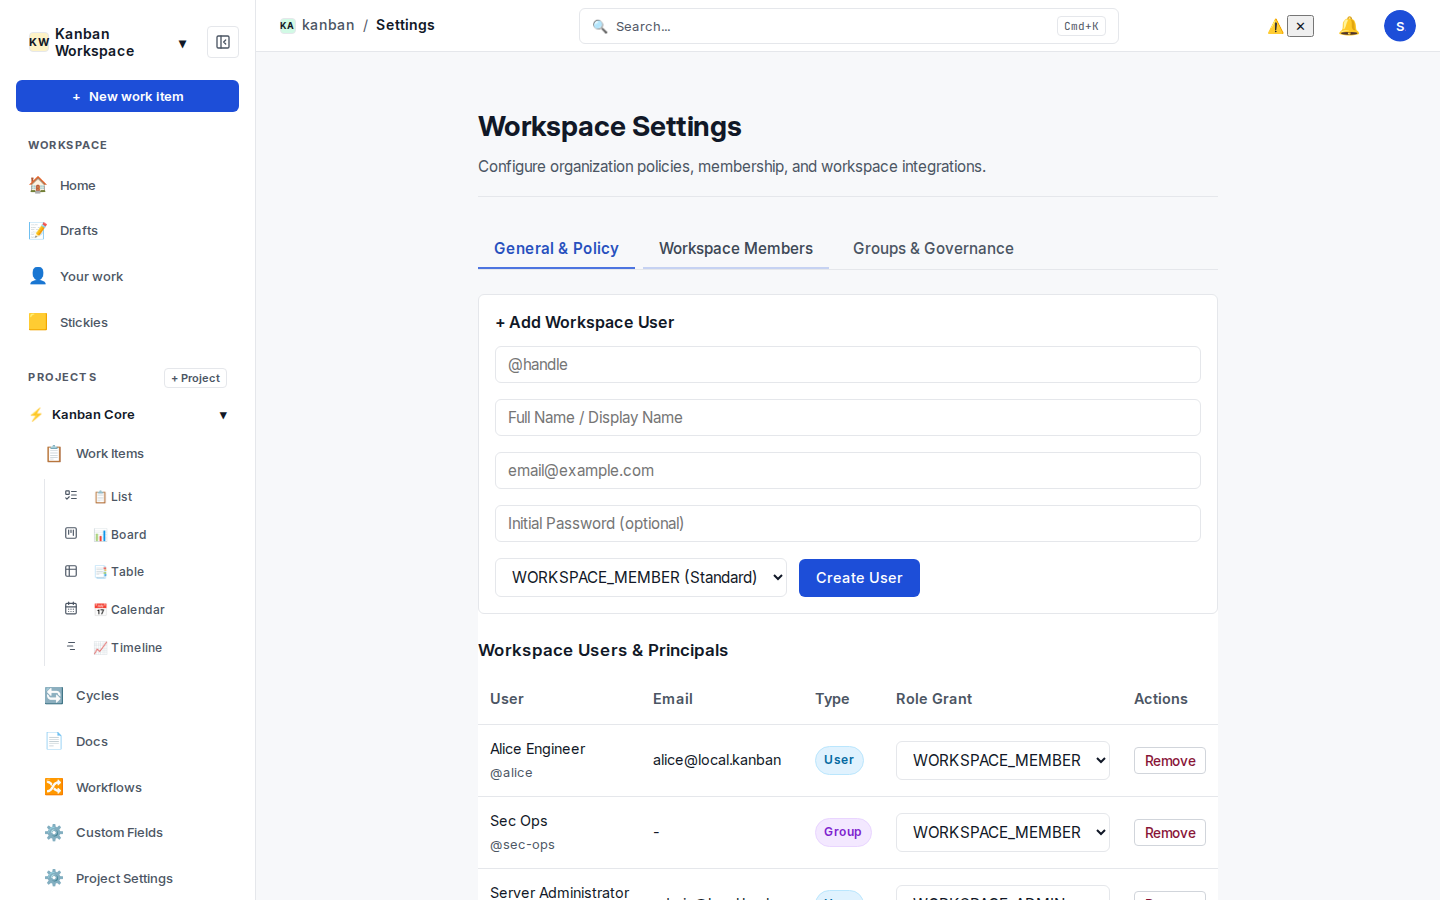 KW Kanban Workspace ▼
+ New work item
WORKSPACE
Home
Drafts
Your work
Stickies
PROJECTS + Project
Kanban Core ▼
Work Items
List
Board
Table
Calendar
Timeline
Cycles
Docs
Workflows
Custom Fields
Project Settings
KA kanban / Settings
Search... Cmd+K
✕
S
Workspace Settings
Configure organization policies, membership, and workspace integrations.
General & Policy Workspace Members Groups & Governance
+ Add Workspace User
@handle
Full Name / Display Name
email@example.com
Initial Password (optional)
WORKSPACE_MEMBER (Standard) Create User
Workspace Users & Principals
User Email Type Role Grant Actions
Alice Engineer
@alice
alice@local.kanban User WORKSPACE_MEMBER Remove
Sec Ops
@sec-ops
- Group WORKSPACE_MEMBER Remove
Server Administrator